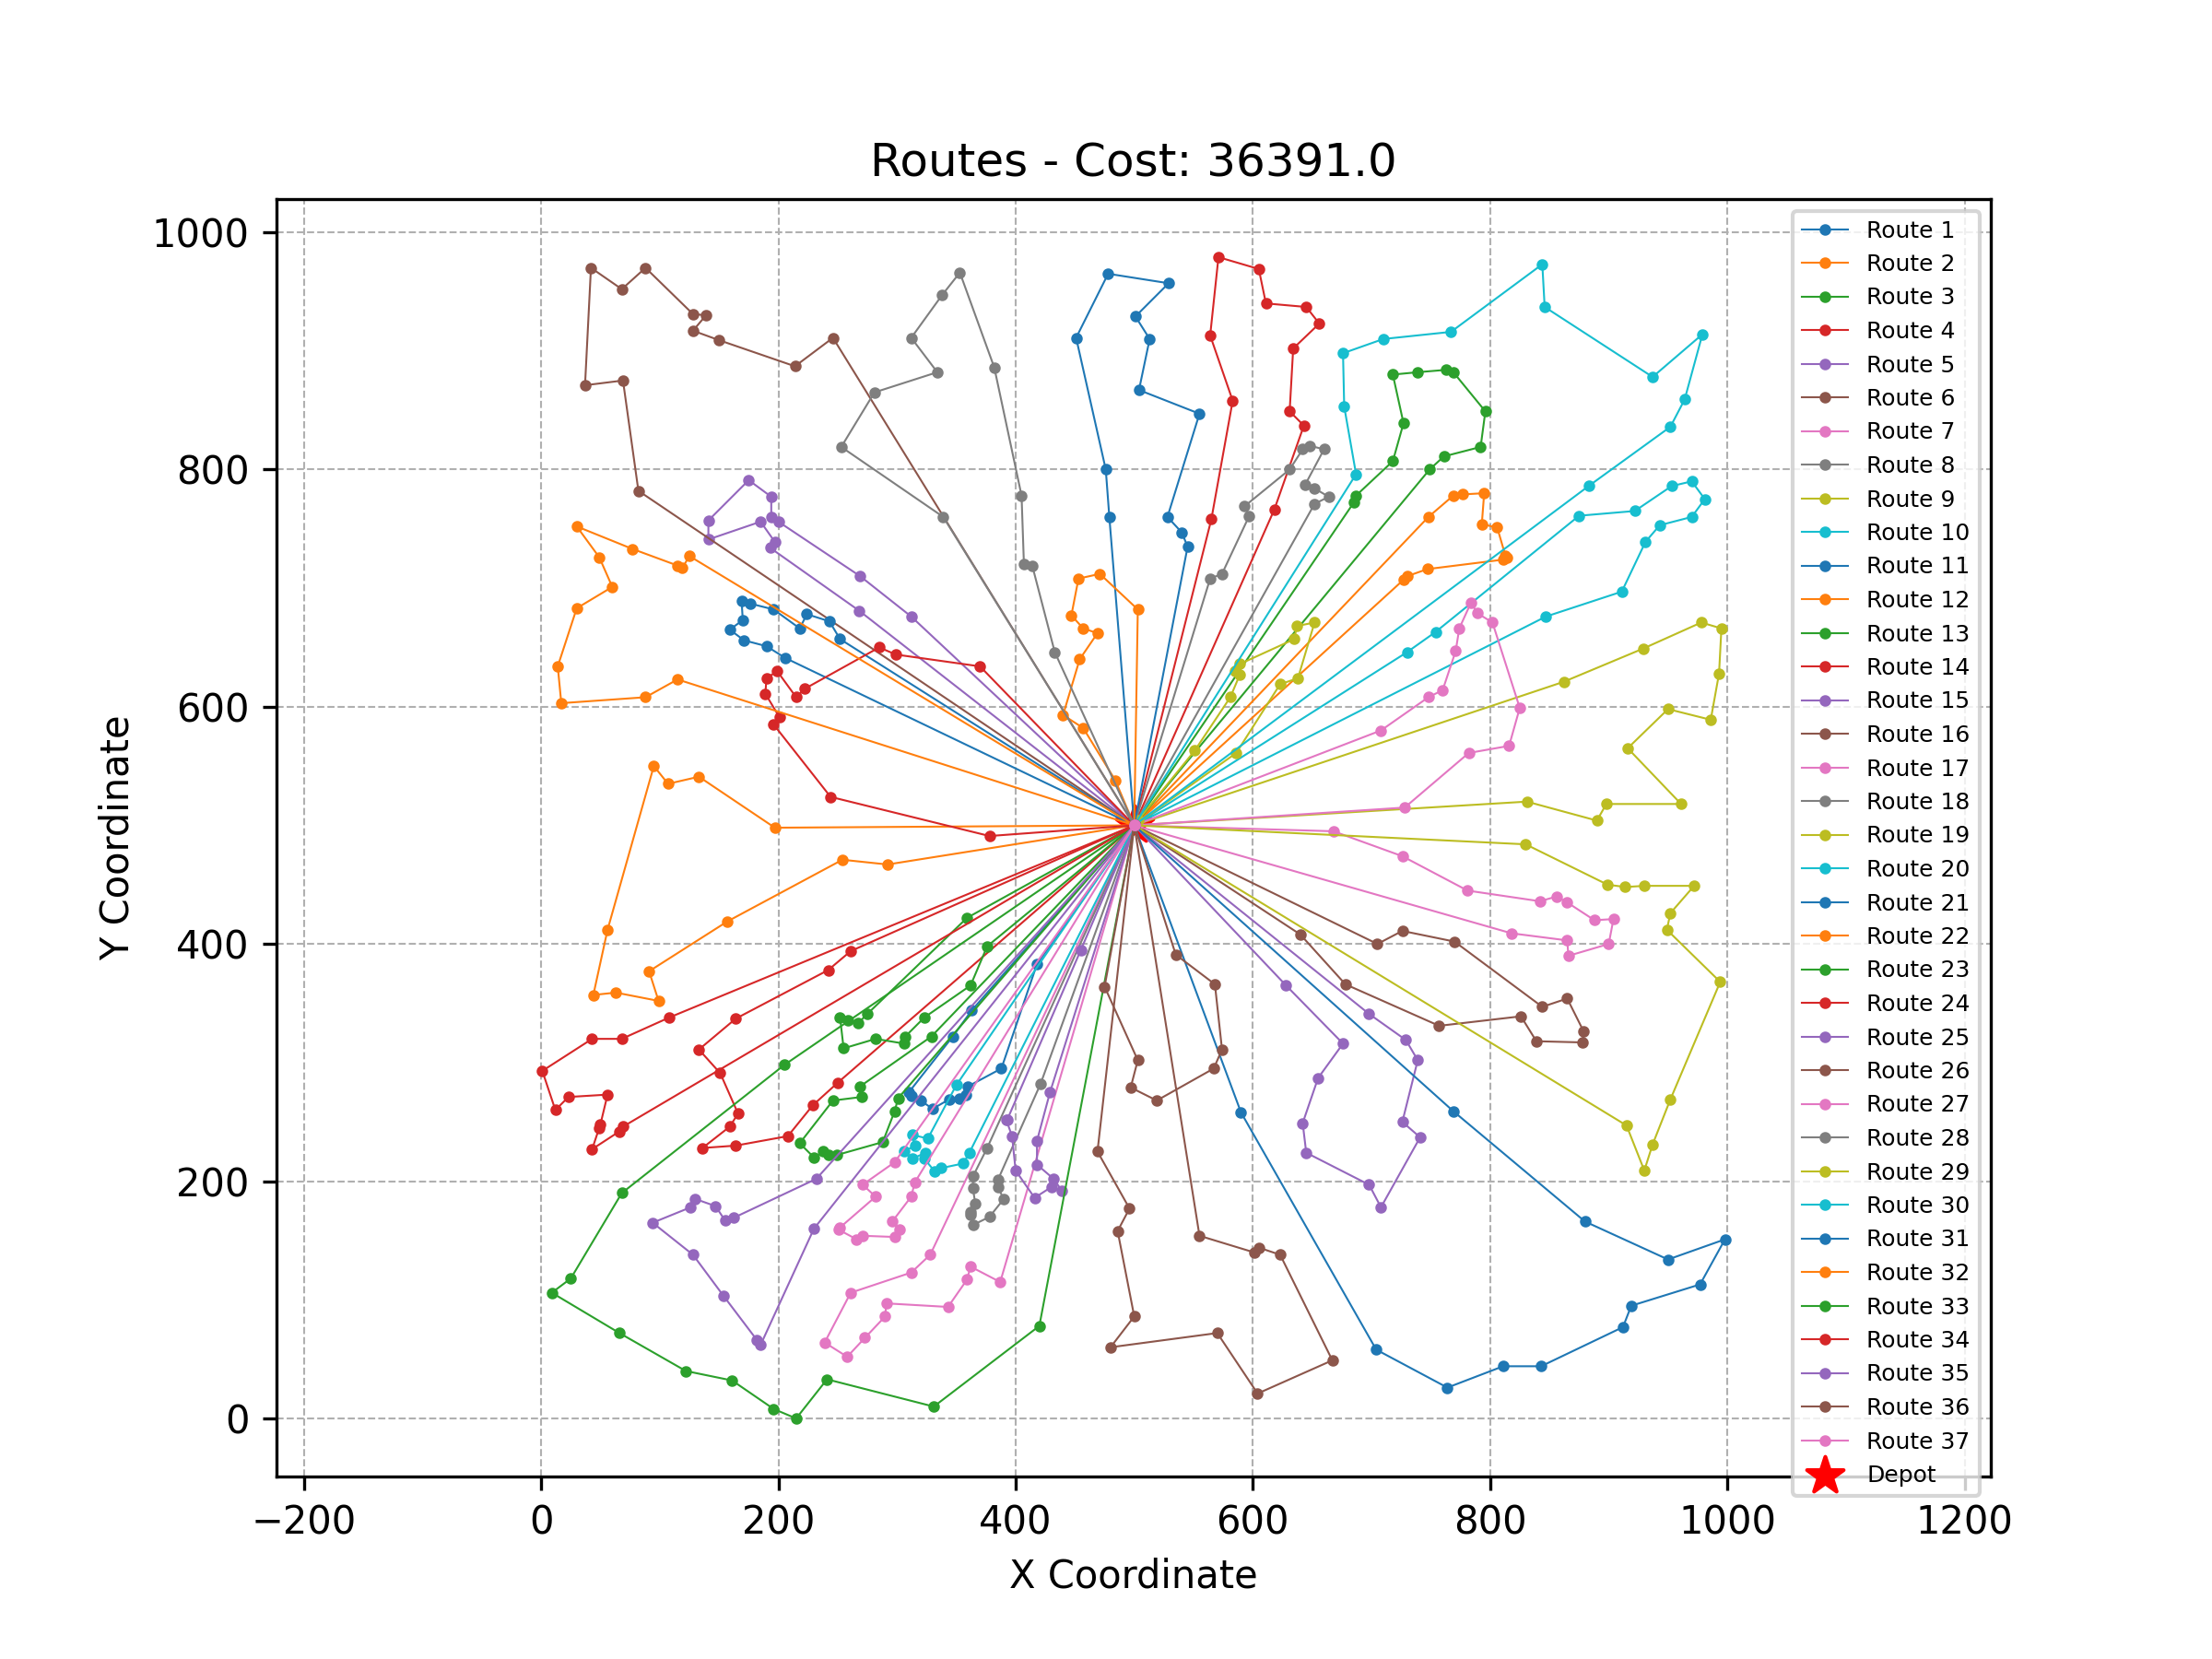 Routes - Cost: 36391.0
Y Coordinate
1000
800
600
400
200
0
−200
0
200
400
600
800
1000
1200
X Coordinate
Route 1
Route 2
Route 3
Route 4
Route 5
Route 6
Route 7
Route 8
Route 9
Route 10
Route 11
Route 12
Route 13
Route 14
Route 15
Route 16
Route 17
Route 18
Route 19
Route 20
Route 21
Route 22
Route 23
Route 24
Route 25
Route 26
Route 27
Route 28
Route 29
Route 30
Route 31
Route 32
Route 33
Route 34
Route 35
Route 36
Route 37
Depot